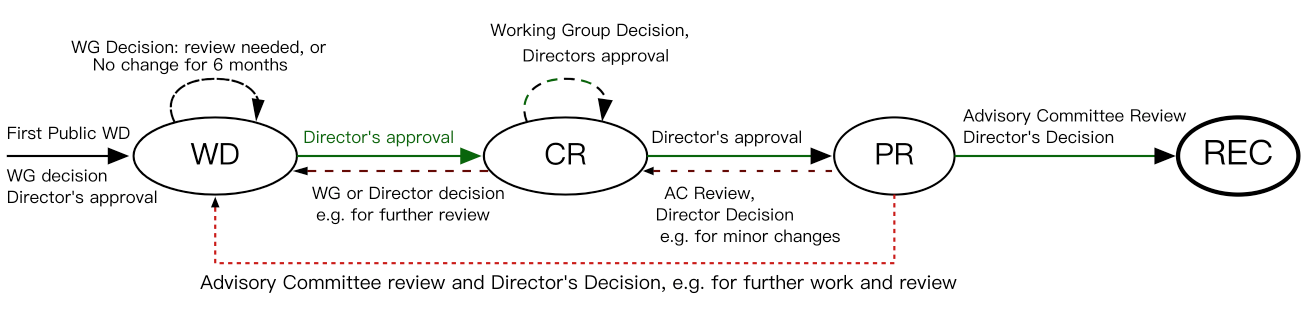 WG Decision: review needed, or
No change for 6 months
Working Group Decision,
Directors approval
First Public WD
WD
WG decision
Director's approval
Director's approval
WG or Director decision
e.g. for further review
CR
Director's approval
AC Review,
Director Decision
e.g. for minor changes
PR
Advisory Committee Review
Director's Decision
REC
Advisory Committee review and Director's Decision, e.g. for further work and review